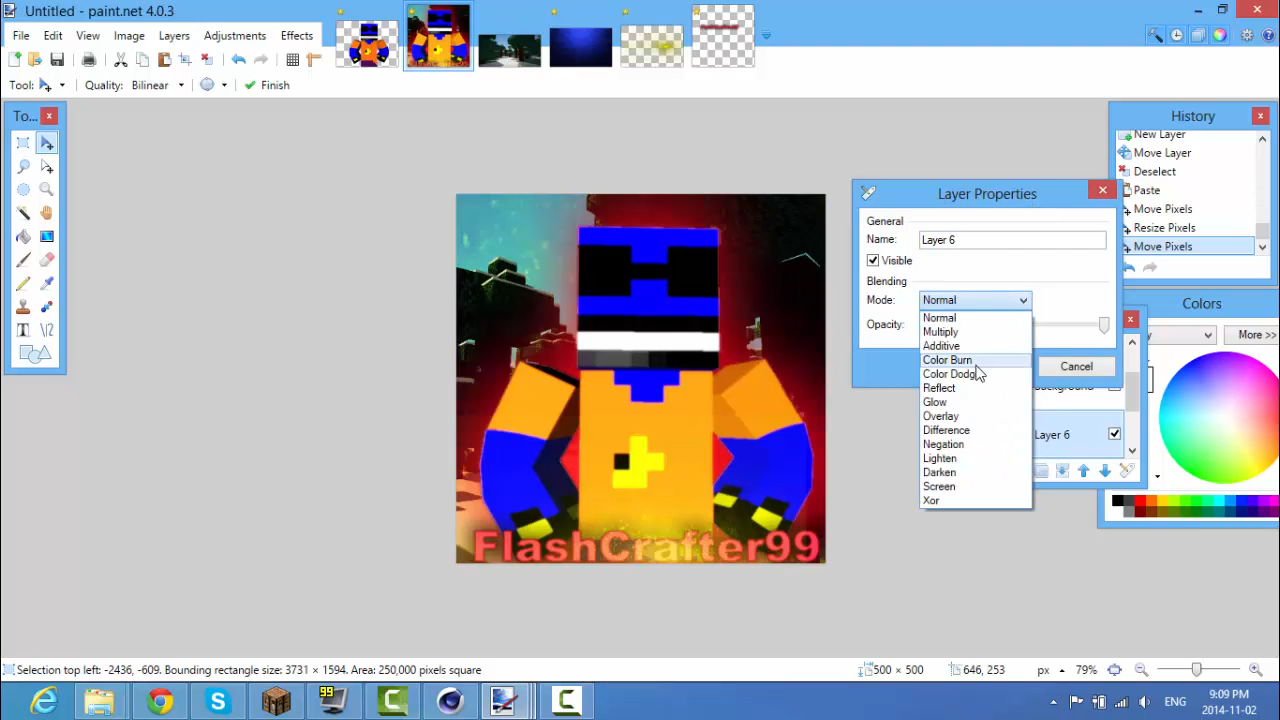 Untitled - paint.net 4.0.3
File Edit View Image Layers Adjustments Effects
Tool: Quality: Bilinear Finish
To...
History
New Layer
Move Layer
Deselect
Paste
Move Pixels
Resize Pixels
Move Pixels
Layer Properties
General
Name: Layer 6
Visible
Blending
Mode: Normal
Opacity:
Normal
Multiply
Additive
Color Burn
Color Dodg
Reflect
Glow
Overlay
Difference
Negation
Lighten
Darken
Screen
Xor
Cancel
Colors
More >>
Layer 6
FlashCrafter99
Selection top left: -2436, -609. Bounding rectangle size: 3731 × 1594. Area: 250,000 pixels square
500 × 500 646, 253 px 79%
99
ENG
9:09 PM
2014-11-02